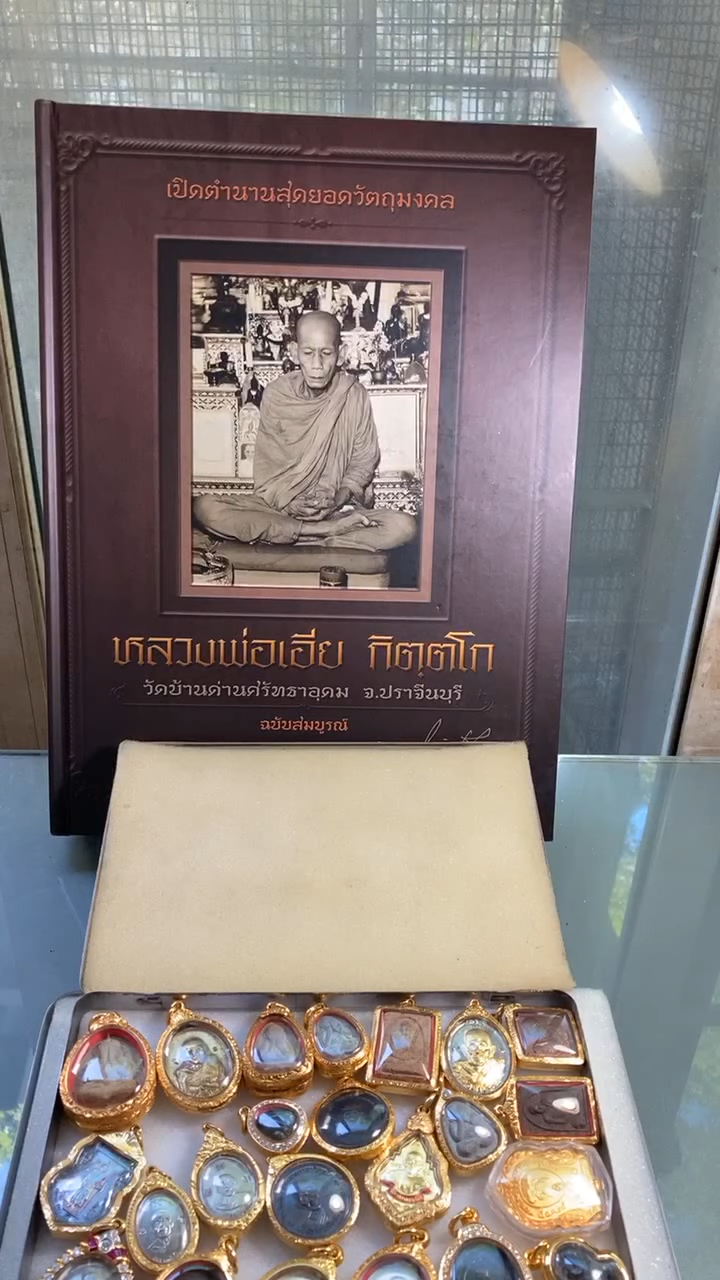 เปิดตำนานสุดยอดวัตถุมงคล
หลวงพ่อเอีย กิตฺตโก
วัดบ้านด่านศรัทธาอุดม จ.ปราจีนบุรี
ฉบับสมบูรณ์